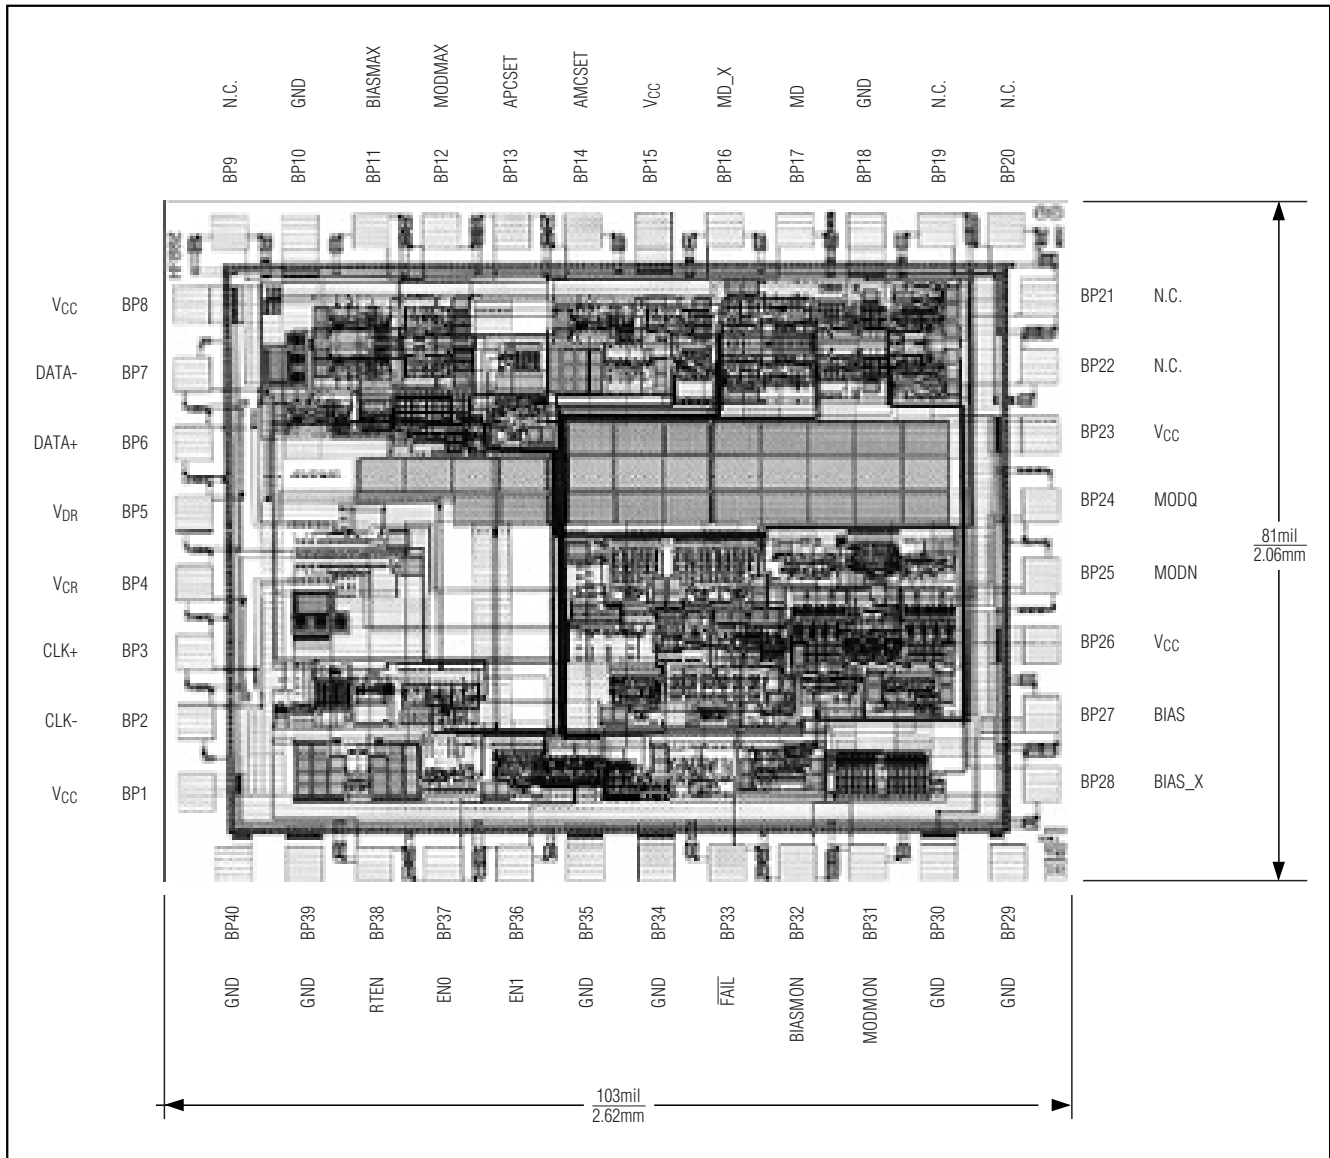 N.C. GND BIASMAX MODMAX APCSET AMCSET VCC MD_X MD GND N.C. N.C.
BP9 BP10 BP11 BP12 BP13 BP14 BP15 BP16 BP17 BP18 BP19 BP20
VCC BP8
DATA- BP7
DATA+ BP6
VDR BP5
VCR BP4
CLK+ BP3
CLK- BP2
VCC BP1
BP21 N.C.
BP22 N.C.
BP23 VCC
BP24 MODQ
BP25 MODN
BP26 VCC
BP27 BIAS
BP28 BIAS_X
81mil
2.06mm
BP40 BP39 BP38 BP37 BP36 BP35 BP34 BP33 BP32 BP31 BP30 BP29
GND GND RTEN EN0 EN1 GND GND FAIL BIASMON MODMON GND GND
103mil
2.62mm